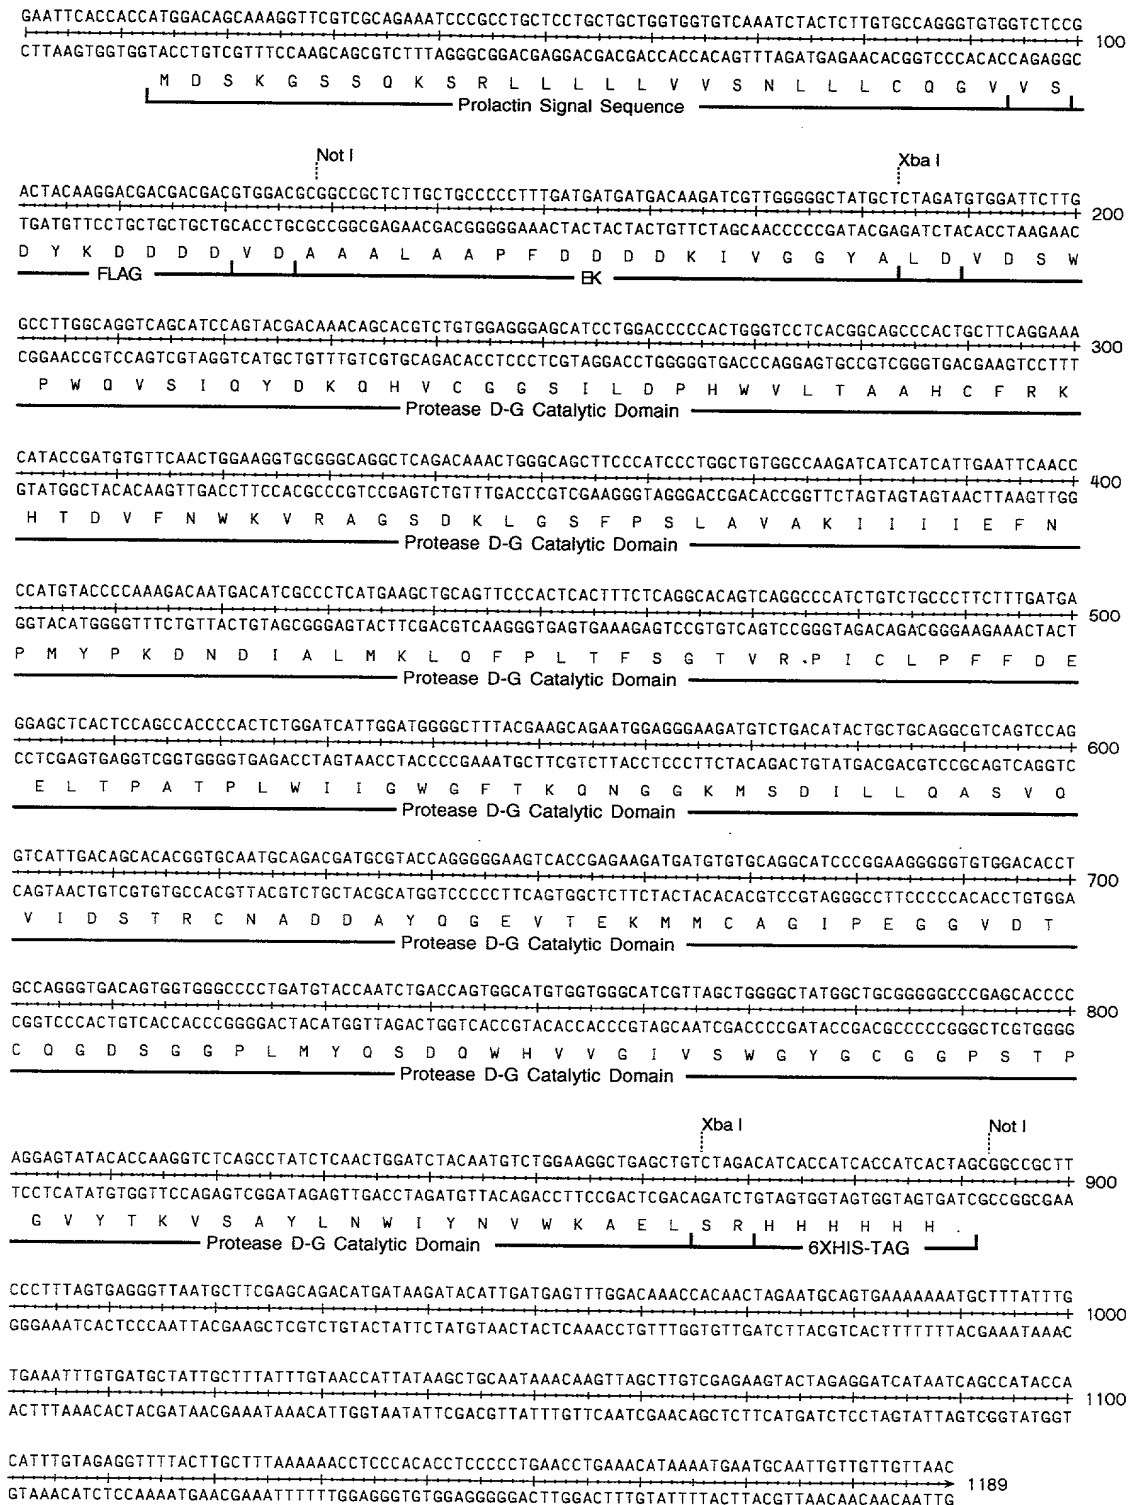 GAATTCACCACCATGGACAGCAAAGGTTCGTCGCAGAAATCCCGCCTGCTCCTGCTGCTGGTGGTGTCAAATCTACTCTTGTGCCAGGGTGTGGTCTCCG
CTTAAGTGGTGGTACCTGTCGTTTCCAAGCAGCGTCTTTAGGGCGGACGAGGACGACGACCACCACAGTTTAGATGAGAACACGGTCCCACACCAGAGGC 100
M D S K G S S Q K S R L L L L L V V S N L L L C Q G V V S
Prolactin Signal Sequence
Not I Xba I
ACTACAAGGACGACGACGACGTGGACGCGGCCGCTCTTGCTGCCCCCTTTGATGATGATGACAAGATCGTTGGGGGCTATGCTCTAGATGTGGATTCTTG
TGATGTTCCTGCTGCTGCTGCACCTGCGCCGGCGAGAACGACGGGGGAAACTACTACTACTGTTCTAGCAACCCCCGATACGAGATCTACACCTAAGAAC 200
D Y K D D D D V D A A A L A A P F D D D D K I V G G Y A L D V D S W
FLAG EK
GCCTTGGCAGGTCAGCATCCAGTACGACAAACAGCACGTCTGTGGAGGGAGCATCCTGGACCCCCACTGGGTCCTCACGGCAGCCCACTGCTTCAGGAAA
CGGAACCGTCCAGTCGTAGGTCATGCTGTTTGTCGTGCAGACACCTCCCTCGTAGGACCTGGGGGTGACCCAGGAGTGCCGTCGGGTGACGAAGTCCTTT 300
P W Q V S I Q Y D K Q H V C G G S I L D P H W V L T A A H C F R K
Protease D-G Catalytic Domain
CATACCGATGTGTTCAACTGGAAGGTGCGGGCAGGCTCAGACAAACTGGGCAGCTTCCCATCCCTGGCTGTGGCCAAGATCATCATCATTGAATTCAACC
GTATGGCTACACAAGTTGACCTTCCACGCCCGTCCGAGTCTGTTTGACCCGTCGAAGGGTAGGGACCGACACCGGTTCTAGTAGTAGTAACTTAAGTTGG 400
H T D V F N W K V R A G S D K L G S F P S L A V A K I I I I E F N
Protease D-G Catalytic Domain
CCATGTACCCCAAAGACAATGACATCGCCCTCATGAAGCTGCAGTTCCCACTCACTTTCTCAGGCACAGTCAGGCCCATCTGTCTGCCCTTCTTTGATGA
GGTACATGGGGTTTCTGTTACTGTAGCGGGAGTACTTCGACGTCAAGGGTGAGTGAAAGAGTCCGTGTCAGTCCGGGTAGACAGACGGGAAGAAACTACT 500
P M Y P K D N D I A L M K L Q F P L T F S G T V R P I C L P F F D E
Protease D-G Catalytic Domain
GGAGCTCACTCCAGCCACCCCACTCTGGATCATTGGATGGGGCTTTACGAAGCAGAATGGAGGGAAGATGTCTGACATACTGCTGCAGGCGTCAGTCCAG
CCTCGAGTGAGGTCGGTGGGGTGAGACCTAGTAACCTACCCCGAAATGCTTCGTCTTACCTCCCTTCTACAGACTGTATGACGACGTCCGCAGTCAGGTC 600
E L T P A T P L W I I G W G F T K Q N G G K M S D I L L Q A S V Q
Protease D-G Catalytic Domain
GTCATTGACAGCACACGGTGCAATGCAGACGATGCGTACCAGGGGGAAGTCACCGAGAAGATGATGTGTGCAGGCATCCCGGAAGGGGGTGTGGACACCT
CAGTAACTGTCGTGTGCCACGTTACGTCTGCTACGCATGGTCCCCCTTCAGTGGCTCTTCTACTACACACGTCCGTAGGGCCTTCCCCCACACCTGTGGA 700
V I D S T R C N A D D A Y Q G E V T E K M M C A G I P E G G V D T
Protease D-G Catalytic Domain
GCCAGGGTGACAGTGGTGGGCCCCTGATGTACCAATCTGACCAGTGGCATGTGGTGGGCATCGTTAGCTGGGGCTATGGCTGCGGGGGCCCGAGCACCCC
CGGTCCCACTGTCACCACCCGGGGACTACATGGTTAGACTGGTCACCGTACACCACCCGTAGCAATCGACCCCGATACCGACGCCCCCGGGCTCGTGGGG 800
C Q G D S G G P L M Y Q S D Q W H V V G I V S W G Y G C G G P S T P
Protease D-G Catalytic Domain
Xba I Not I
AGGAGTATACACCAAGGTCTCAGCCTATCTCAACTGGATCTACAATGTCTGGAAGGCTGAGCTGTCTAGACATCACCATCACCATCACTAGCGGCCGCTT
TCCTCATATGTGGTTCCAGAGTCGGATAGAGTTGACCTAGATGTTACAGACCTTCCGACTCGACAGATCTGTAGTGGTAGTGGTAGTGATCGCCGGCGAA 900
G V Y T K V S A Y L N W I Y N V W K A E L S R H H H H H H .
Protease D-G Catalytic Domain 6XHIS-TAG
CCCTTTAGTGAGGGTTAATGCTTCGAGCAGACATGATAAGATACATTGATGAGTTTGGACAAACCACAACTAGAATGCAGTGAAAAAAATGCTTTATTTG
GGGAAATCACTCCCAATTACGAAGCTCGTCTGTACTATTCTATGTAACTACTCAAACCTGTTTGGTGTTGATCTTACGTCACTTTTTTTACGAAATAAAC 1000
TGAAATTTGTGATGCTATTGCTTTATTTGTAACCATTATAAGCTGCAATAAACAAGTTAGCTTGTCGAGAAGTACTAGAGGATCATAATCAGCCATACCA
ACTTTAAACACTACGATAACGAAATAAACATTGGTAATATTCGACGTTATTTGTTCAATCGAACAGCTCTTCATGATCTCCTAGTATTAGTCGGTATGGT 1100
CATTTGTAGAGGTTTTACTTGCTTTAAAAAACCTCCCACACCTCCCCCTGAACCTGAAACATAAAATGAATGCAATTGTTGTTGTTAAC
GTAAACATCTCCAAAATGAACGAAATTTTTTGGAGGGTGTGGAGGGGGACTTGGACTTTGTATTTTACTTACGTTAACAACAACAATTG 1189